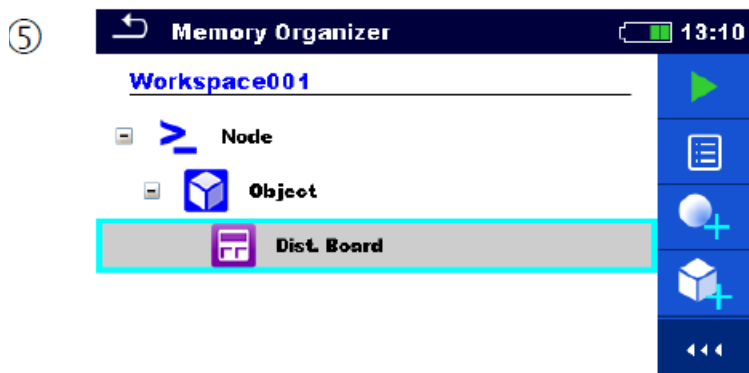 ⑤
Memory Organizer 13:10
Workspace001
Node
Object
Dist. Board